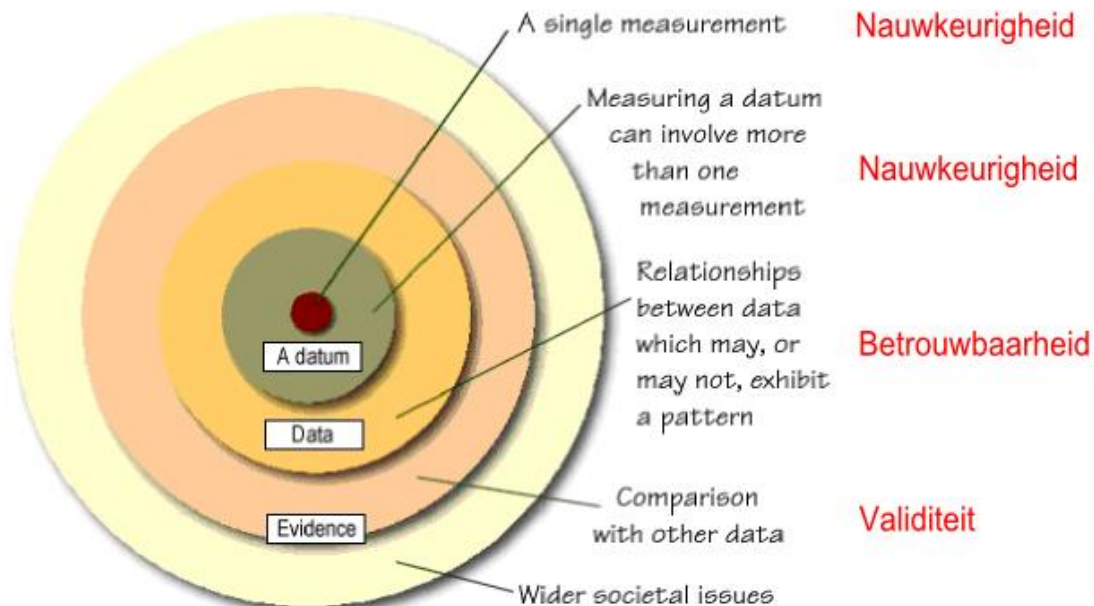 A single measurement
Nauwkeurigheid
Measuring a datum
can involve more
than one
measurement
Nauwkeurigheid
Relationships
between data
which may, or
may not, exhibit
a pattern
Betrouwbaarheid
A datum
Data
Evidence
Comparison
with other data
Validiteit
Wider societal issues